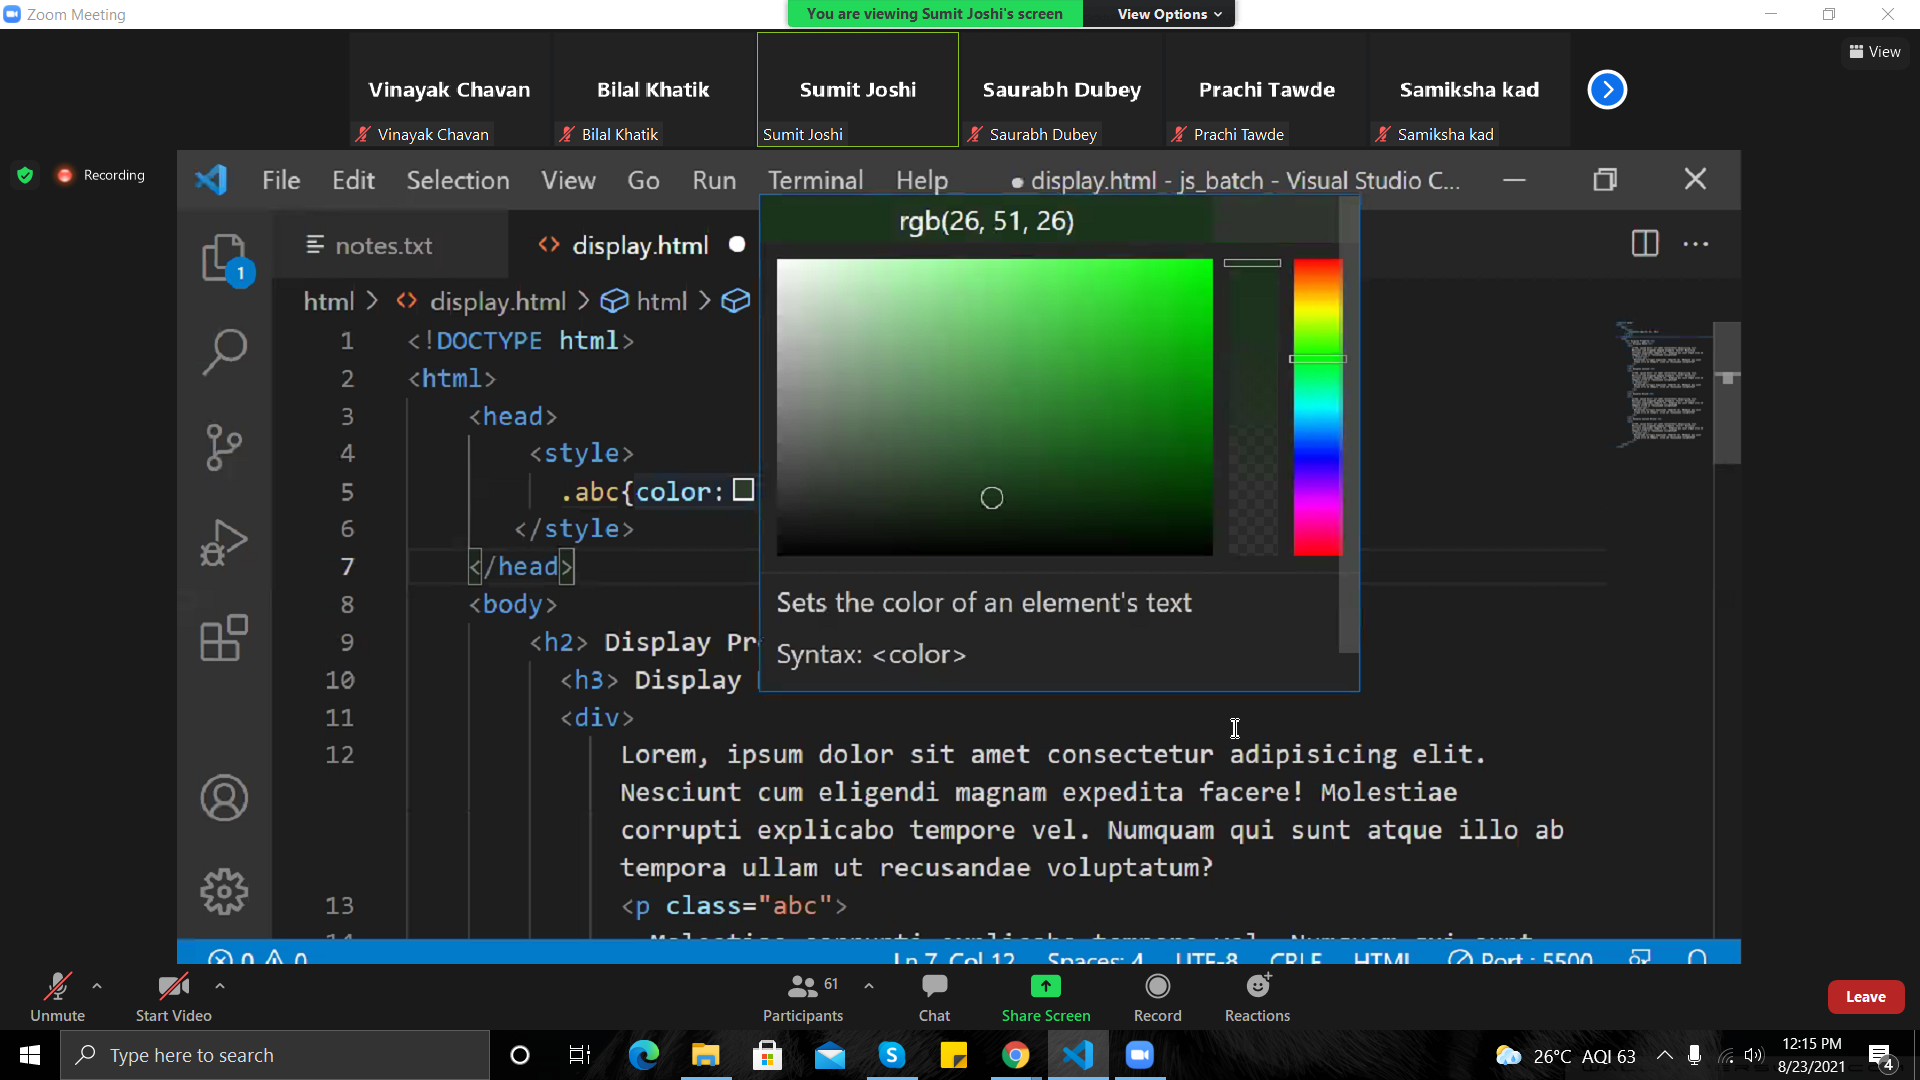 Zoom Meeting
You are viewing Sumit Joshi's screen
View Options
View
Vinayak Chavan
Bilal Khatik
Sumit Joshi
Saurabh Dubey
Prachi Tawde
Samiksha kad
Vinayak Chavan
Bilal Khatik
Sumit Joshi
Saurabh Dubey
Prachi Tawde
Samiksha kad
Recording
File Edit Selection View Go Run Terminal Help ● display.html - js_batch - Visual Studio C...
1
notes.txt
display.html
rgb(26, 51, 26)
html > display.html > html >
1 <!DOCTYPE html>
2 <html>
3 <head>
4 <style>
5 .abc{color:
6 </style>
7 </head>
8 <body>
9 <h2> Display Pr
10 <h3> Display
11 <div>
12 Lorem, ipsum dolor sit amet consectetur adipisicing elit.
Nesciunt cum eligendi magnam expedita facere! Molestiae
corrupti explicabo tempore vel. Numquam qui sunt atque illo ab
tempora ullam ut recusandae voluptatum?
13 <p class="abc">
Sets the color of an element's text
Syntax: <color>
0 0 Ln 7, Col 12 Spaces: 4 UTF-8 CRLF HTML Port : 5500
Unmute
Start Video
61
Participants
Chat
Share Screen
Record
Reactions
Leave
Type here to search
26°C AQI 63
12:15 PM
8/23/2021
4